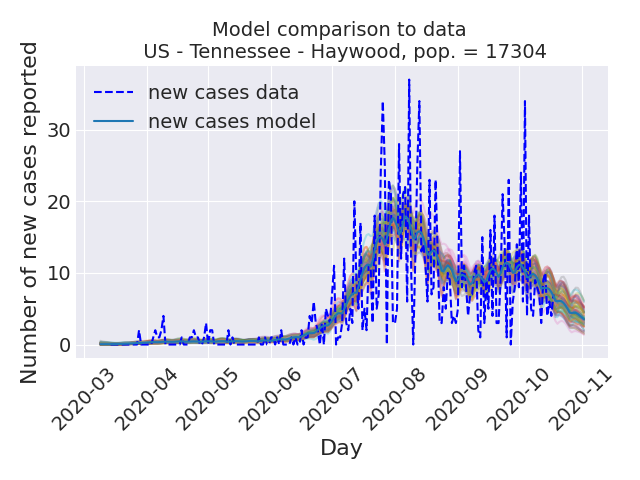 Model comparison to data
US - Tennessee - Haywood, pop. = 17304
Number of new cases reported
new cases data
new cases model
30
20
10
0
2020-03
2020-04
2020-05
2020-06
2020-07
2020-08
2020-09
2020-10
2020-11
Day